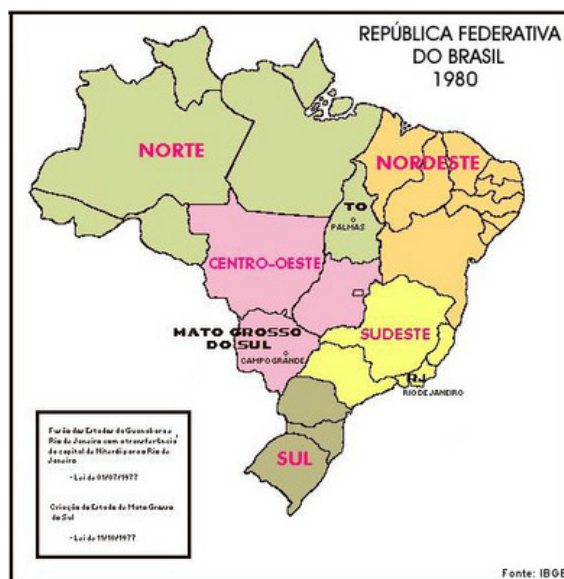 REPÚBLICA FEDERATIVA
DO BRASIL
1980
NORTE
NORDESTE
TO
PALMAS
CENTRO-OESTE
MATO GROSSO
DO SUL
CAMPO GRANDE
SUDESTE
RJ
RIO DE JANEIRO
SUL
Fusão dos Estados da Guanabara e
Rio de Janeiro com a transferência
da capital de Niterói para o Rio de
Janeiro
- Lei de 01/07/1977
Criação do Estado de Mato Grosso
do Sul
- Lei de 11/10/1977
Fonte: IBGE